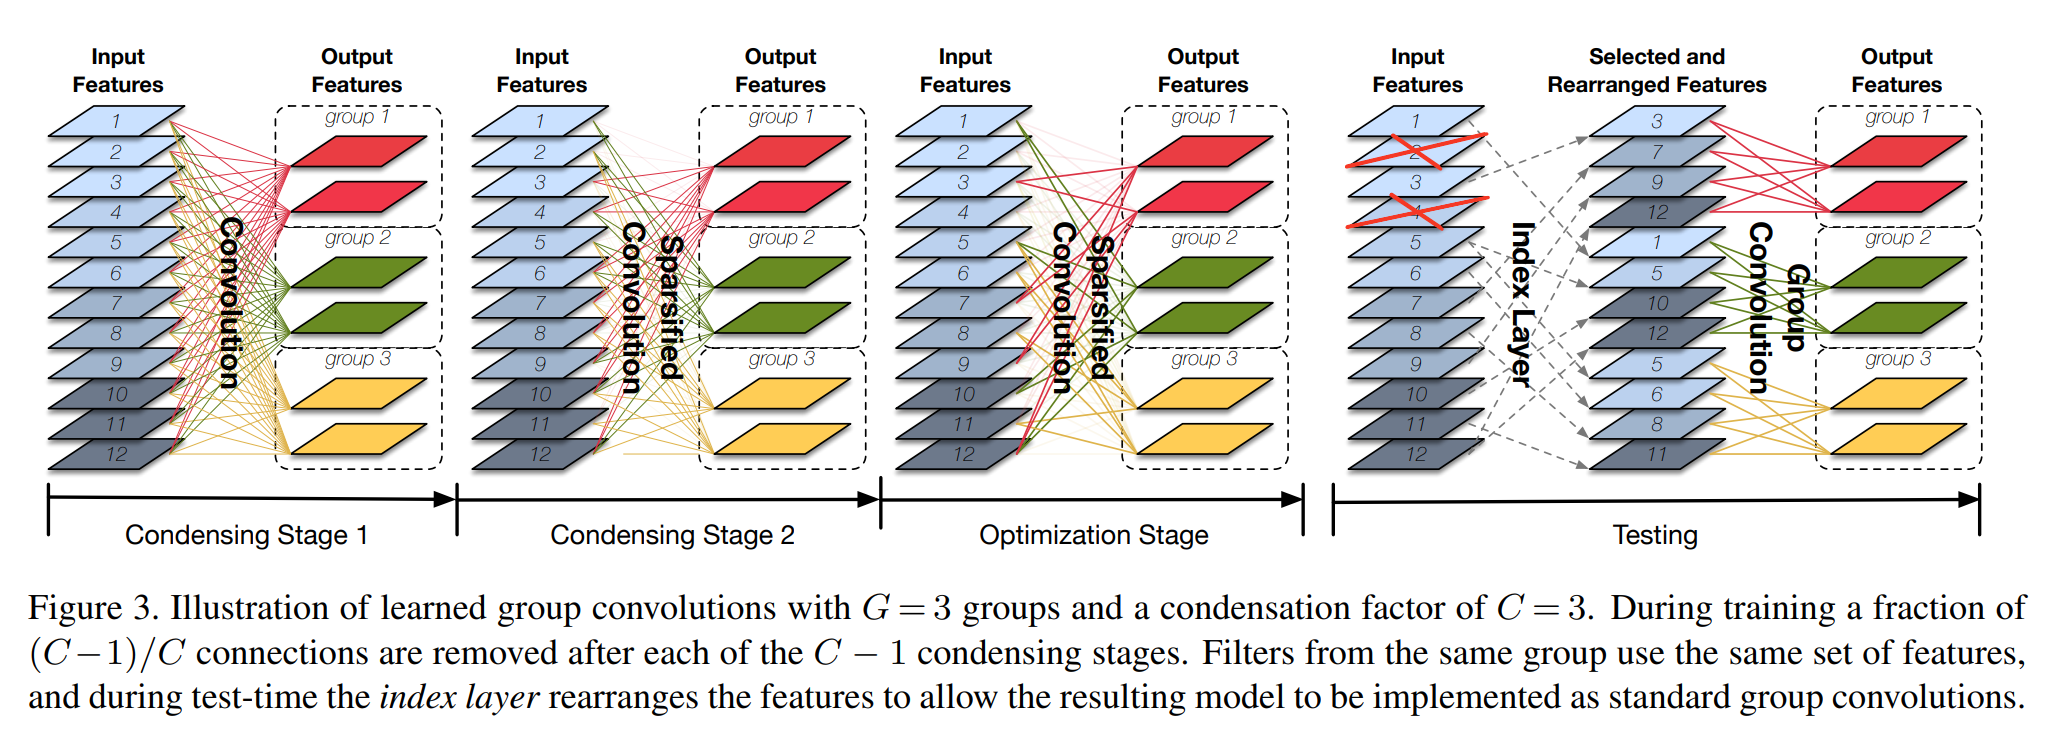 Input Features
Output Features
group 1
group 2
group 3
1
2
3
4
5
6
7
8
9
10
11
12
Convolution
Condensing Stage 1
Input Features
Output Features
group 1
group 2
group 3
1
2
3
4
5
6
7
8
9
10
11
12
Sparsified Convolution
Condensing Stage 2
Input Features
Output Features
group 1
group 2
group 3
1
2
3
4
5
6
7
8
9
10
11
12
Sparsified Convolution
Optimization Stage
Input Features
Selected and Rearranged Features
Output Features
1
2
3
4
5
6
7
8
9
10
11
12
Index Layer
3
7
9
12
1
5
10
12
5
6
8
11
Group Convolution
group 1
group 2
group 3
Testing
Figure 3. Illustration of learned group convolutions with G = 3 groups and a condensation factor of C = 3. During training a fraction of
(C−1)/C connections are removed after each of the C − 1 condensing stages. Filters from the same group use the same set of features,
and during test-time the index layer rearranges the features to allow the resulting model to be implemented as standard group convolutions.